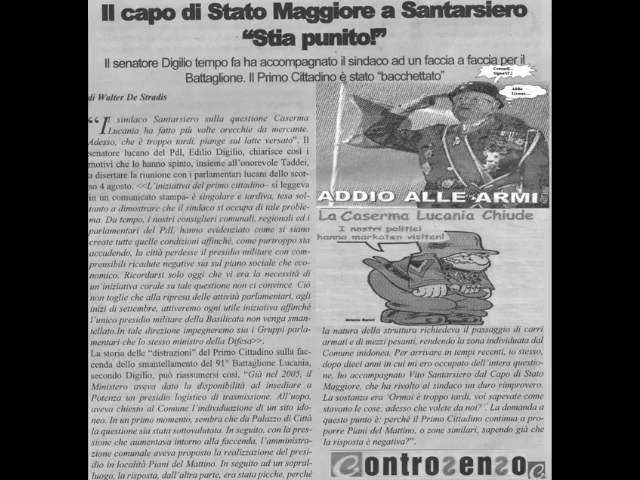 Il capo di Stato Maggiore a Santarsiero
“Stia punito!”
Il senatore Digilio tempo fa ha accompagnato il sindaco ad un faccia a faccia per il
Battaglione. Il Primo Cittadino è stato “bacchettato”
di Walter De Stradis
“Il sindaco Santarsiero sulla questione Caserma
Lucania ha fatto più volte orecchie da mercante.
Adesso, che è troppo tardi, piange sul latte versato”. Il
senatore lucano del Pdl, Edilio Digilio, chiarisce così i
motivi che lo hanno spinto, insieme all'onorevole Taddei,
a disertare la riunione con i parlamentari lucani dello scor-
so 4 agosto. <<L'iniziativa del primo cittadino– si leggeva
in un comunicato stampa- è singolare e tardiva, tesa sol-
tanto a dimostrare che il sindaco si occupa di tale proble-
ma. Da tempo, i nostri consiglieri comunali, regionali ed i
parlamentari del PdL hanno evidenziato come si siano
create tutte quelle condizioni affinché, come purtroppo sta
accadendo, la città perdesse il presidio militare con com-
prensibili ricadute negative sia sul piano sociale che eco-
nomico. Ricordarsi solo oggi che vi era la necessità di
un'iniziativa corale su tale questione non ci convince. Ciò
non toglie che alla ripresa delle attività parlamentari, agli
inizi di settembre, attiveremo ogni utile iniziativa affinché
l'unico presidio militare della Basilicata non venga sman-
tellato.In tale direzione impegneremo sia i Gruppi parla-
mentari che lo stesso ministro della Difesa>>.
La storia delle “distrazioni” del Primo Cittadino sulla fac-
cenda dello smantellamento del 91° Battaglione Lucania,
secondo Digilio, può riassumersi così. “Già nel 2005, il
Ministero aveva dato la disponibilità ad insediare a
Potenza un presidio logistico di trasmissione. All'uopo,
aveva chiesto al Comune l'individuazione di un sito ido-
neo. In un primo momento, sembra che da Palazzo di Città
la questione sia stata sottovalutata. In seguito, con la pres-
sione che aumentava intorno alla faccenda, l'amministra-
zione comunale aveva proposto la realizzazione del presi-
dio in località Piani del Mattino. In seguito ad un sopral-
luogo, la risposta, dall'altra parte, era stata picche, perché
Comandi...
Signorsì!
Addio
Lucania....
ADDIO ALLE ARMI
La Caserma Lucania Chiude
I nostri politici
hanno markaten visiten!
la natura della struttura richiedeva il passaggio di carri
armati e di mezzi pesanti, rendendo la zona individuata dal
Comune inidonea. Per arrivare in tempi recenti, io stesso,
dopo dieci anni in cui mi ero occupato dell'intera questio-
ne, ho accompagnato Vito Santarsiero dal Capo di Stato
Maggiore, che ha rivolto al sindaco un duro rimprovero.
La sostanza era ‘Ormai è troppo tardi, voi sapevate come
stavano le cose: adesso che volete da noi?’. La domanda a
questo punto è: perché il Primo Cittadino continua a pro-
porre Piani del Mattino, o zone similari, sapendo già che
la risposta è negativa?”.
Controsenso